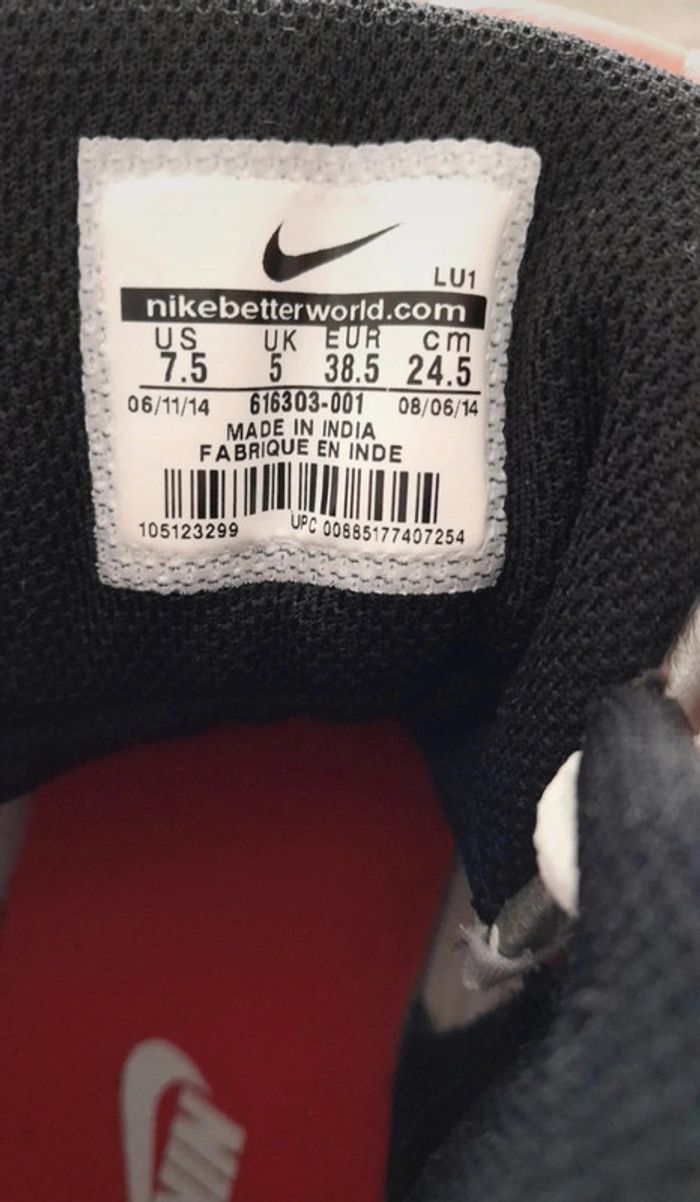 LU1
nikebetterworld.com
US UK EUR cm
7.5 5 38.5 24.5
06/11/14 616303-001 08/06/14
MADE IN INDIA
FABRIQUE EN INDE
105123299 UPC 00885177407254
NIK